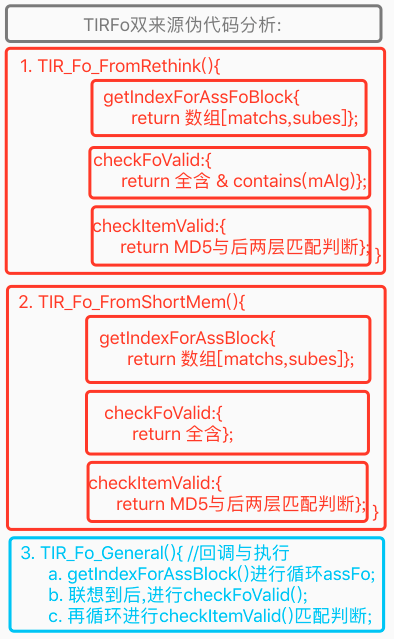 TIRFo双来源伪代码分析:
1. TIR_Fo_FromRethink(){
getIndexForAssFoBlock{
return 数组[matchs,subes]};
checkFoValid:{
return 全含 & contains(mAlg)};
checkItemValid:{
return MD5与后两层匹配判断};
}
2. TIR_Fo_FromShortMem(){
getIndexForAssBlock{
return 数组[matchs,subes]};
checkFoValid:{
return 全含};
checkItemValid:{
return MD5与后两层匹配判断};
}
3. TIR_Fo_General(){ //回调与执行
a. getIndexForAssBlock()进行循环assFo;
b. 联想到后,进行checkFoValid();
c. 再循环进行checkItemValid()匹配判断;